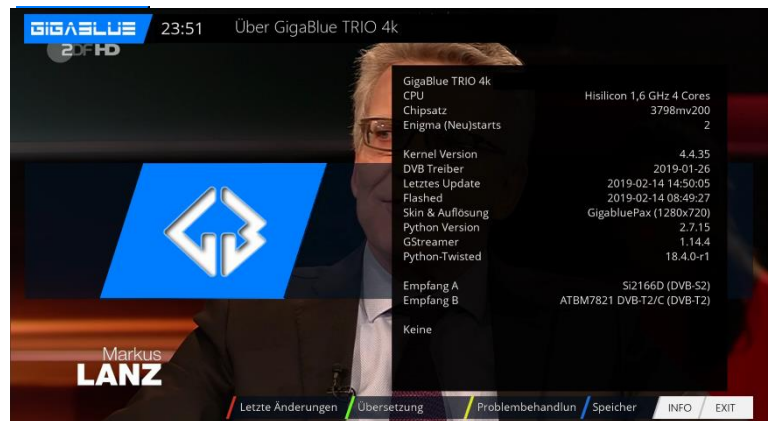 GIGABLUE 23:51 Über GigaBlue TRIO 4k
2DF HD
GigaBlue TRIO 4k
CPU Hisilicon 1,6 GHz 4 Cores
Chipsatz 3798mv200
Enigma (Neu)starts 2
Kernel Version 4.4.35
DVB Treiber 2019-01-26
Letztes Update 2019-02-14 14:50:05
Flashed 2019-02-14 08:49:27
Skin & Auflösung GigabluePax (1280x720)
Python Version 2.7.15
GStreamer 1.14.4
Python-Twisted 18.4.0-r1
Empfang A Si2166D (DVB-S2)
Empfang B ATBM7821 DVB-T2/C (DVB-T2)
Keine
GB
Markus
LANZ
Letzte Änderungen Übersetzung Problembehandlun Speicher INFO EXIT